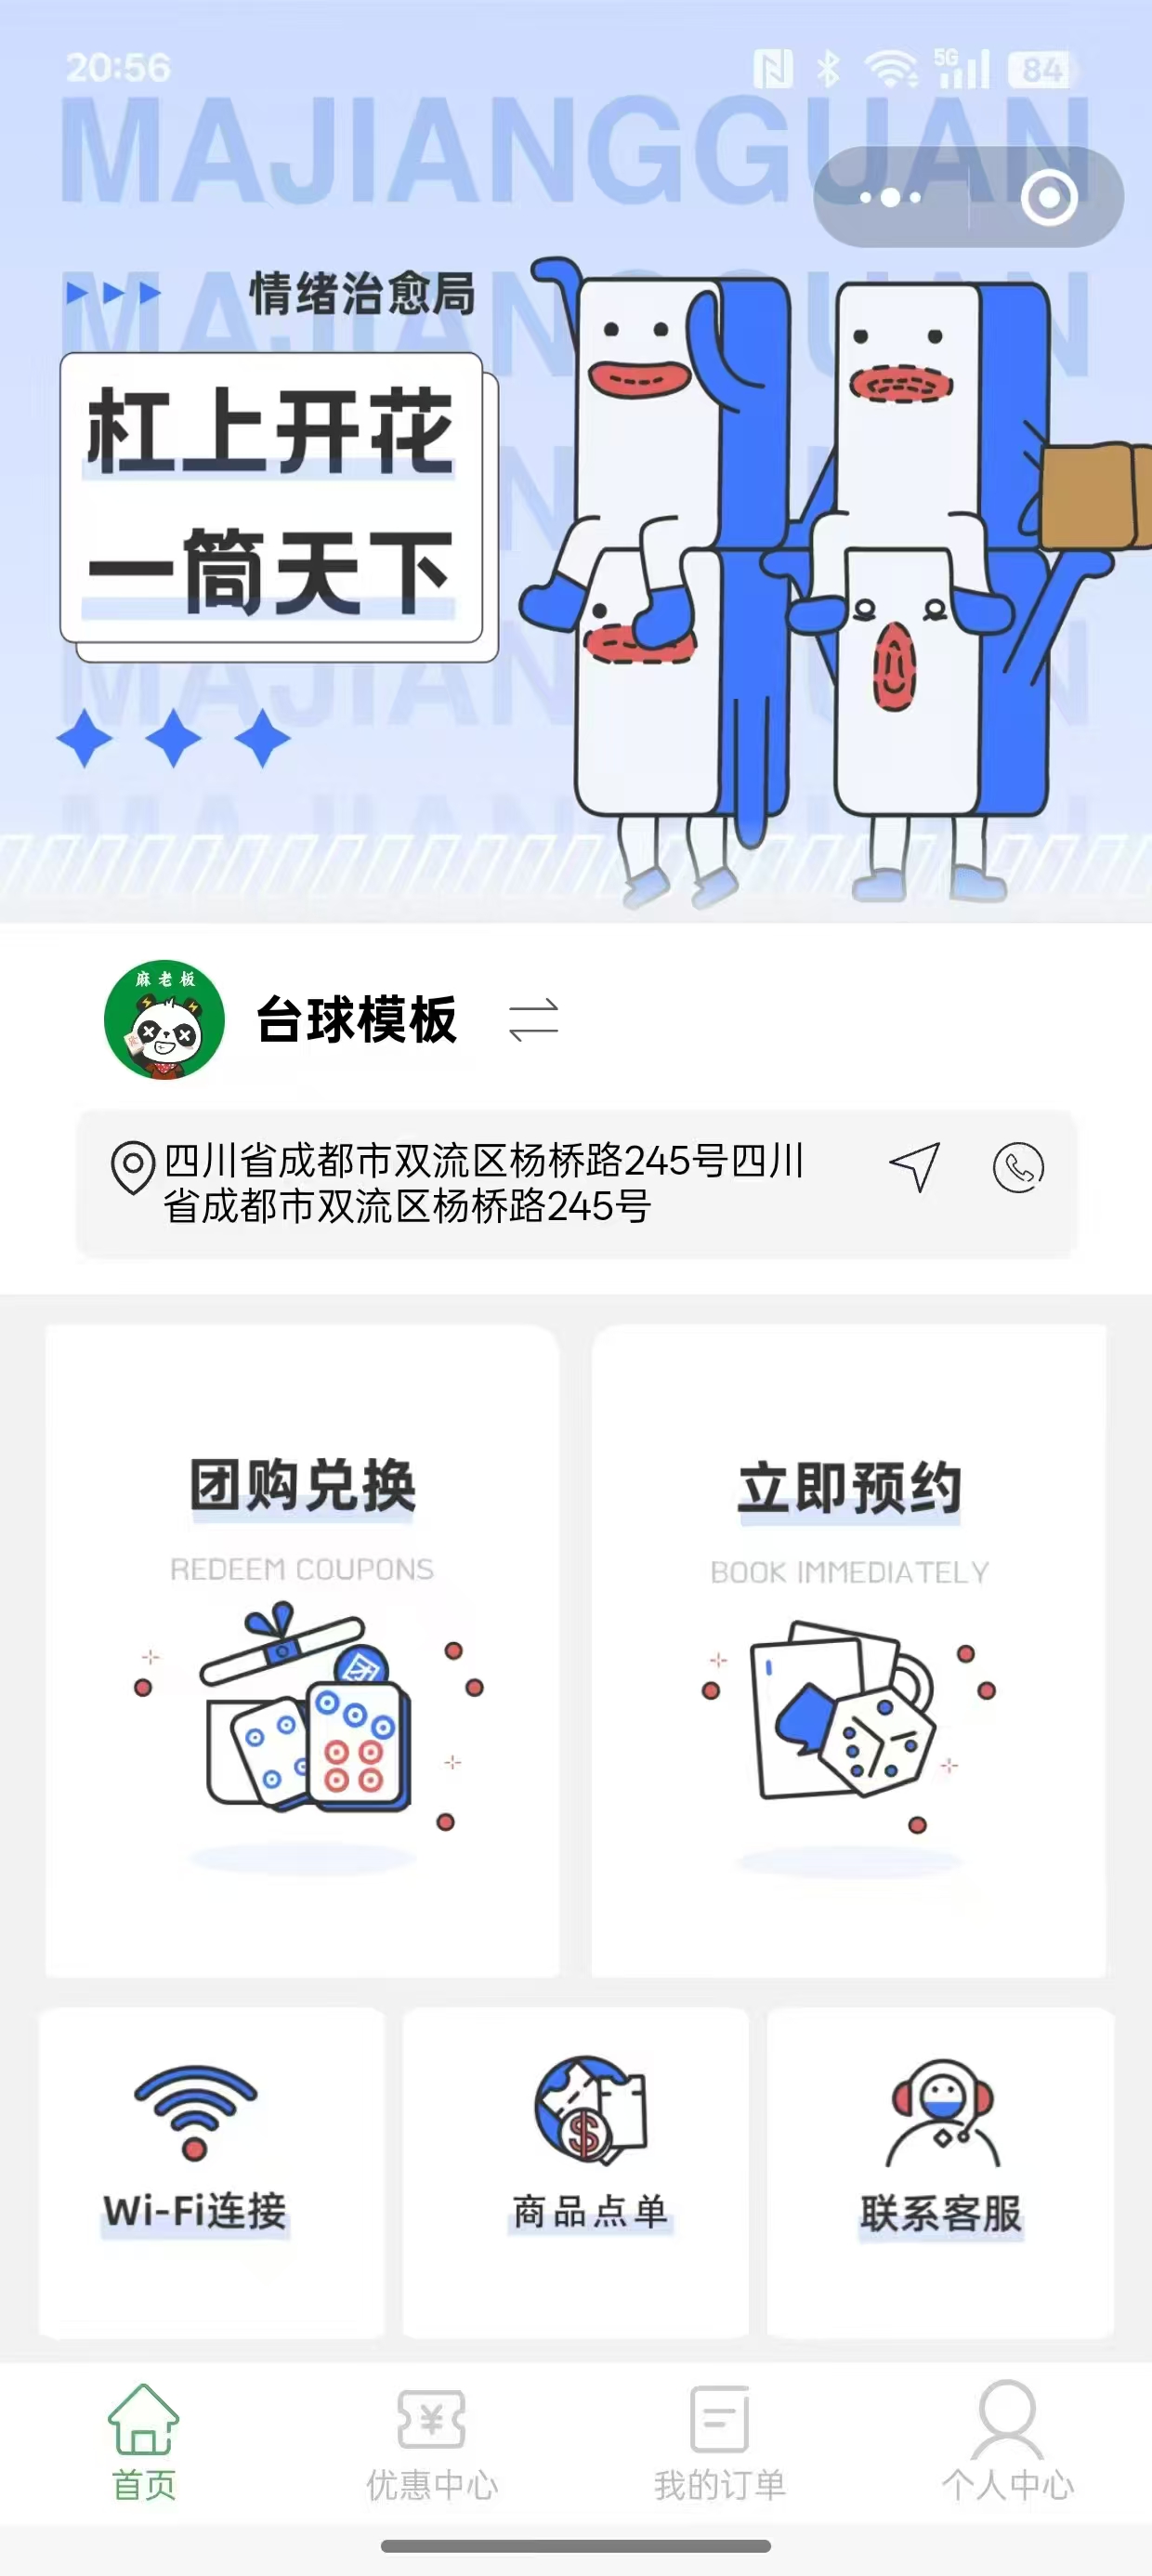 20:56
5G
84
MAJIANGGUAN
情绪治愈局
MAJIANGGUAN
杠上开花
一筒天下
MAJIANGGUAN
MAJIANGGUAN
麻老板
台球模板
四川省成都市双流区杨桥路245号四川
省成都市双流区杨桥路245号
团购兑换
立即预约
REDEEM COUPONS
BOOK IMMEDIATELY
团
Wi-Fi连接
商品点单
联系客服
首页
优惠中心
我的订单
个人中心